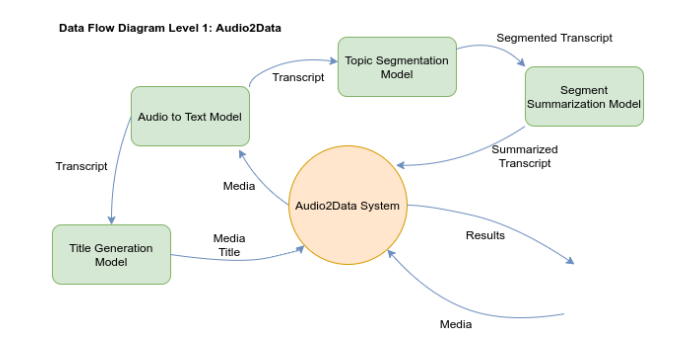 Data Flow Diagram Level 1: Audio2Data
Segmented Transcript
Topic Segmentation
Model
Transcript
Segment
Summarization Model
Audio to Text Model
Summarized
Transcript
Transcript
Media
Audio2Data System
Results
Title Generation
Model
Media
Title
Media